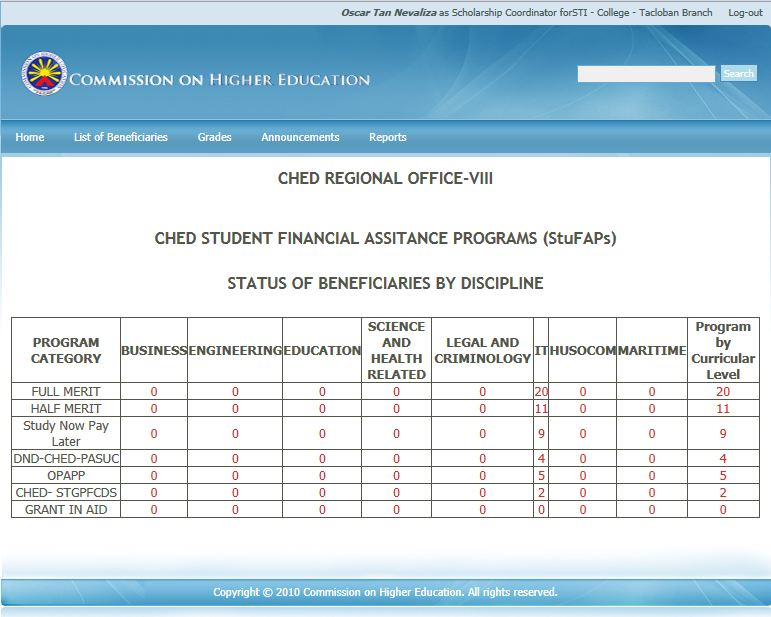 Oscar Tan Nevaliza as Scholarship Coordinator forSTI - College - Tacloban Branch Log-out
COMMISSION ON HIGHER EDUCATION
Search
Home List of Beneficiaries Grades Announcements Reports
CHED REGIONAL OFFICE-VIII
CHED STUDENT FINANCIAL ASSITANCE PROGRAMS (StuFAPs)
STATUS OF BENEFICIARIES BY DISCIPLINE
PROGRAM CATEGORY BUSINESS ENGINEERING EDUCATION SCIENCE AND HEALTH RELATED LEGAL AND CRIMINOLOGY IT HUSOCOM MARITIME Program by Curricular Level
FULL MERIT 0 0 0 0 0 20 0 0 20
HALF MERIT 0 0 0 0 0 11 0 0 11
Study Now Pay Later 0 0 0 0 0 9 0 0 9
DND-CHED-PASUC 0 0 0 0 0 4 0 0 4
OPAPP 0 0 0 0 0 5 0 0 5
CHED- STGPFCDS 0 0 0 0 0 2 0 0 2
GRANT IN AID 0 0 0 0 0 0 0 0 0
Copyright © 2010 Commission on Higher Education. All rights reserved.